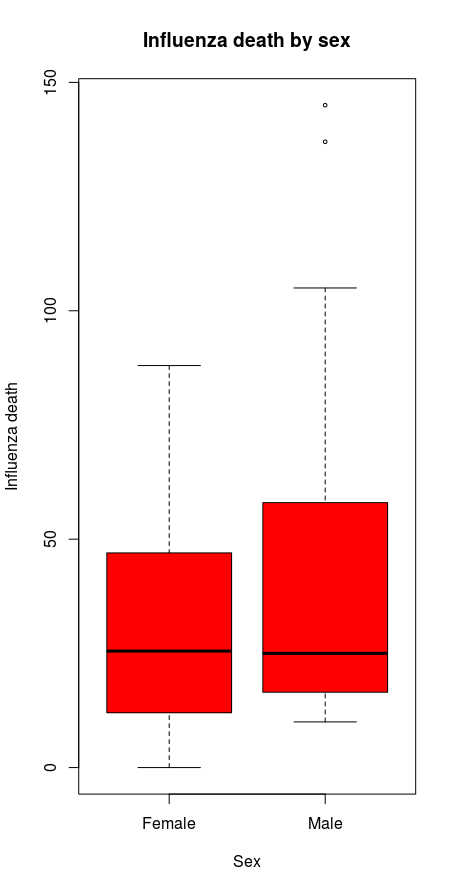 Influenza death by sex
150
100
50
0
Influenza death
Female Male
Sex